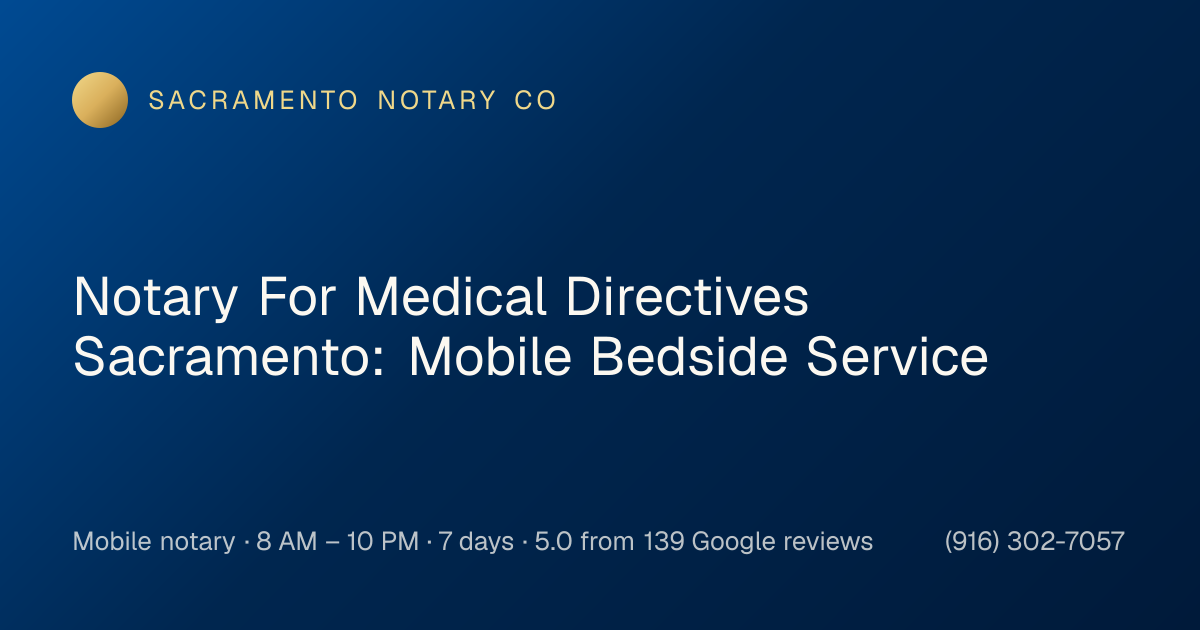 SACRAMENTO NOTARY CO
Notary For Medical Directives
Sacramento: Mobile Bedside Service
Mobile notary · 8 AM – 10 PM · 7 days · 5.0 from 139 Google reviews
(916) 302-7057